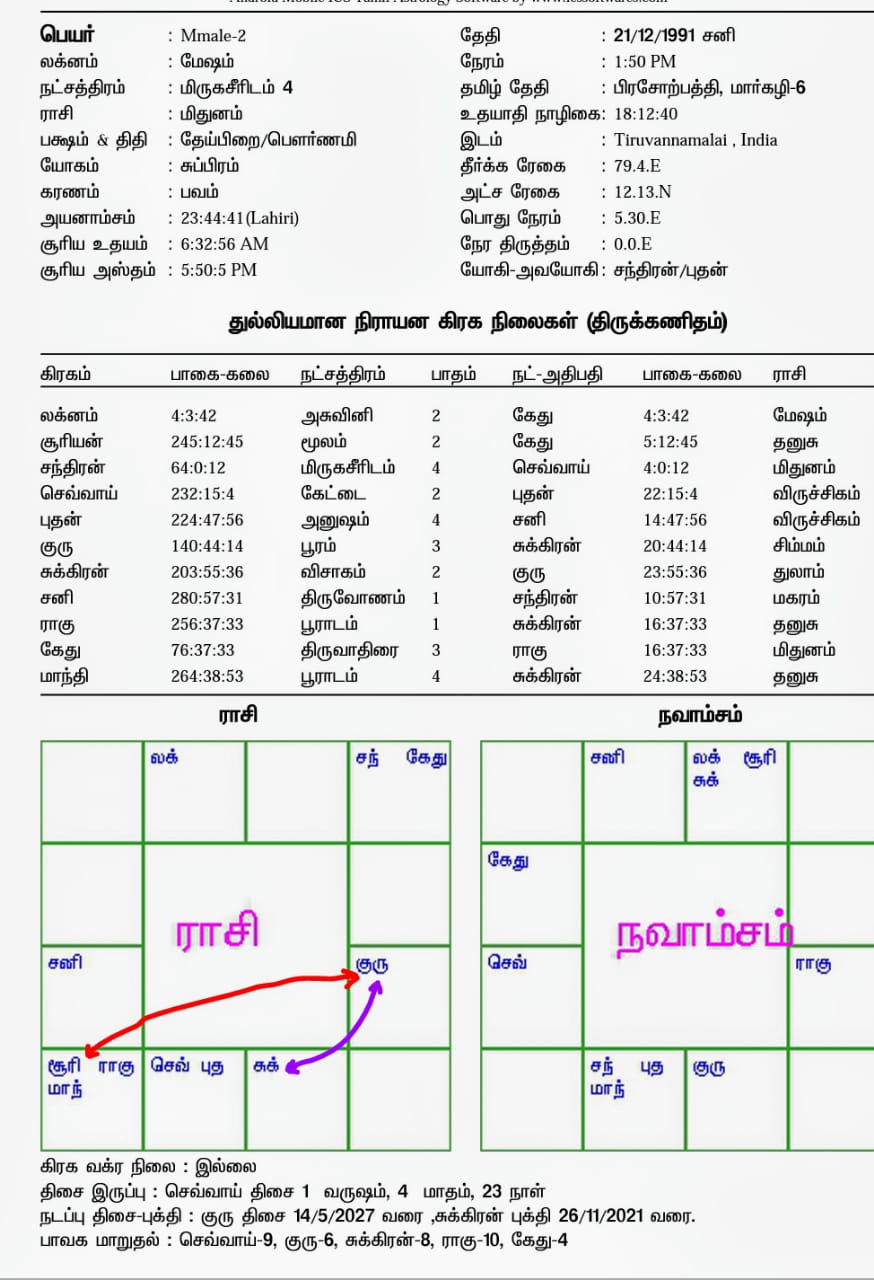 பெயர் : Mmale-2 தேதி : 21/12/1991 சனி
லக்னம் : மேஷம் நேரம் : 1:50 PM
நட்சத்திரம் : மிருகசீரிடம் 4 தமிழ் தேதி : பிரசோற்பத்தி, மார்கழி-6
ராசி : மிதுனம் உதயாதி நாழிகை: 18:12:40
பக்ஷம் & திதி : தேய்பிறை/பௌர்ணமி இடம் : Tiruvannamalai , India
யோகம் : சுப்பிரம் தீர்க்க ரேகை : 79.4.E
கரணம் : பவம் அட்ச ரேகை : 12.13.N
அயனாம்சம் : 23:44:41(Lahiri) பொது நேரம் : 5.30.E
சூரிய உதயம் : 6:32:56 AM நேர திருத்தம் : 0.0.E
சூரிய அஸ்தம் : 5:50:5 PM யோகி-அவயோகி: சந்திரன்/புதன்
துல்லியமான நிராயன கிரக நிலைகள் (திருக்கணிதம்)
கிரகம் பாகை-கலை நட்சத்திரம் பாதம் நட்-அதிபதி பாகை-கலை ராசி
லக்னம் 4:3:42 அசுவினி 2 கேது 4:3:42 மேஷம்
சூரியன் 245:12:45 மூலம் 2 கேது 5:12:45 தனுசு
சந்திரன் 64:0:12 மிருகசீரிடம் 4 செவ்வாய் 4:0:12 மிதுனம்
செவ்வாய் 232:15:4 கேட்டை 2 புதன் 22:15:4 விருச்சிகம்
புதன் 224:47:56 அனுஷம் 4 சனி 14:47:56 விருச்சிகம்
குரு 140:44:14 பூரம் 3 சுக்கிரன் 20:44:14 சிம்மம்
சுக்கிரன் 203:55:36 விசாகம் 2 குரு 23:55:36 துலாம்
சனி 280:57:31 திருவோணம் 1 சந்திரன் 10:57:31 மகரம்
ராகு 256:37:33 பூராடம் 1 சுக்கிரன் 16:37:33 தனுசு
கேது 76:37:33 திருவாதிரை 3 ராகு 16:37:33 மிதுனம்
மாந்தி 264:38:53 பூராடம் 4 சுக்கிரன் 24:38:53 தனுசு
ராசி நவாம்சம்
லக் சந் கேது சனி லக் சூரி
சுக்
கேது
ராசி நவாம்சம்
சனி குரு செவ் ராகு
சூரி ராகு செவ் புத சுக் சந் புத குரு
மாந் மாந்
கிரக வக்ர நிலை : இல்லை
திசை இருப்பு : செவ்வாய் திசை 1 வருஷம், 4 மாதம், 23 நாள்
நடப்பு திசை-புக்தி : குரு திசை 14/5/2027 வரை ,சுக்கிரன் புக்தி 26/11/2021 வரை.
பாவக மாறுதல் : செவ்வாய்-9, குரு-6, சுக்கிரன்-8, ராகு-10, கேது-4